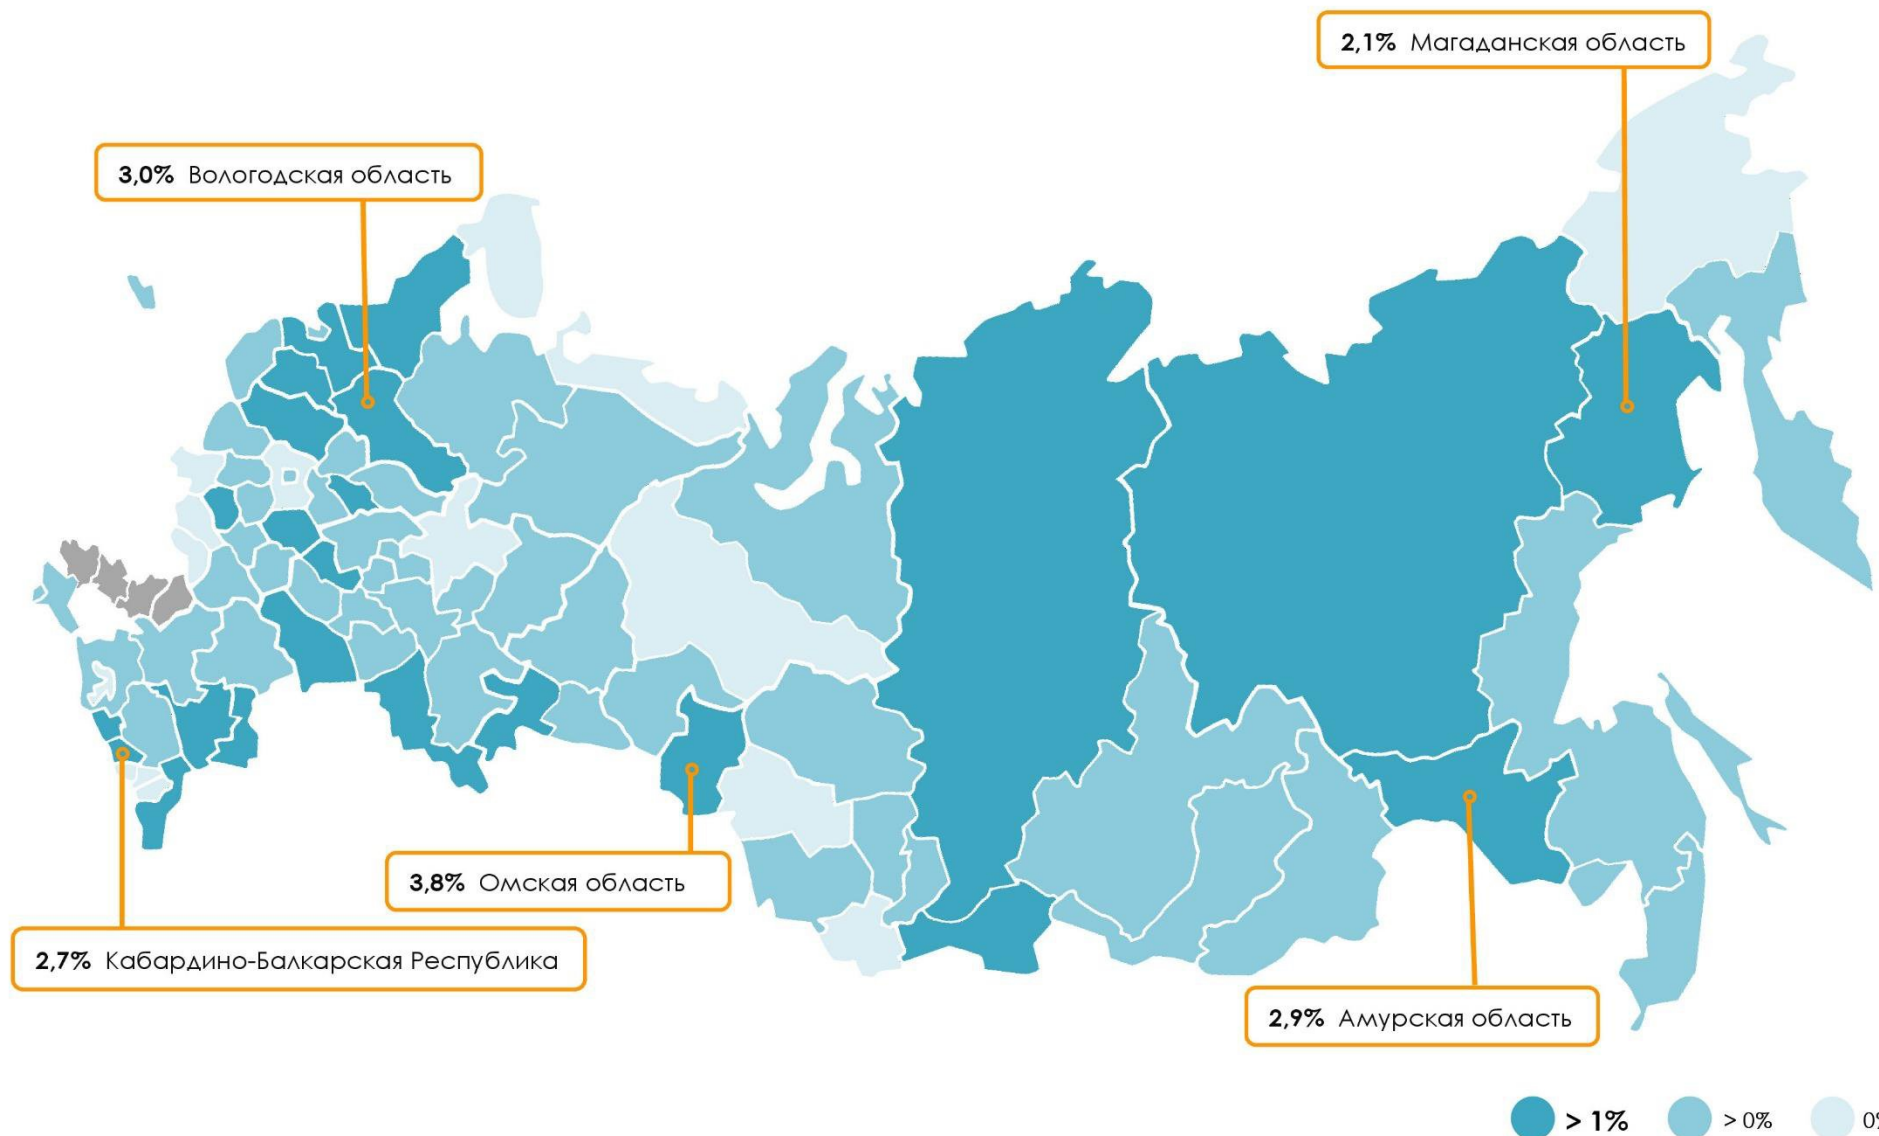 2,1% Магаданская область
3,0% Вологодская область
3,8% Омская область
2,7% Кабардино-Балкарская Республика
2,9% Амурская область
> 1% > 0% 0%